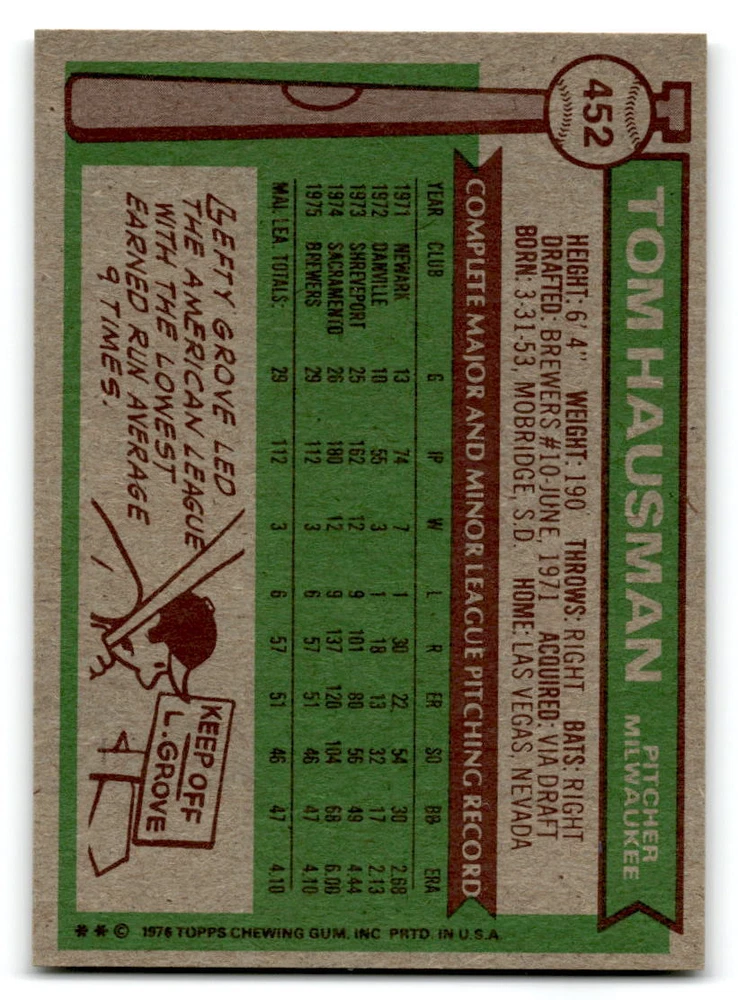 452
TOM HAUSMAN
PITCHER
MILWAUKEE
HEIGHT: 6' 4" WEIGHT: 190 THROWS: RIGHT BATS: RIGHT
DRAFTED: BREWERS #10-JUNE, 1971 ACQUIRED: VIA DRAFT
BORN: 3-31-53, MOBRIDGE, S.D. HOME: LAS VEGAS, NEVADA
COMPLETE MAJOR AND MINOR LEAGUE PITCHING RECORD
YEAR CLUB G IP W L R ER SO BB ERA
1971 NEWARK 13 74 7 1 30 22 54 30 2.68
1972 DANVILLE 10 55 3 1 18 13 32 17 2.13
1973 SHREVEPORT 25 162 12 9 101 80 56 49 4.44
1974 SACRAMENTO 26 180 12 9 137 120 104 68 6.00
1975 BREWERS 29 112 3 6 57 51 46 47 4.10
MAJ. LEA. TOTALS: 29 112 3 6 57 51 46 47 4.10
LEFTY GROVE LED
THE AMERICAN LEAGUE
WITH THE LOWEST
EARNED RUN AVERAGE
9 TIMES.
KEEP OFF
L. GROVE
* * © 1976 TOPPS CHEWING GUM, INC PRTD. IN U.S.A.